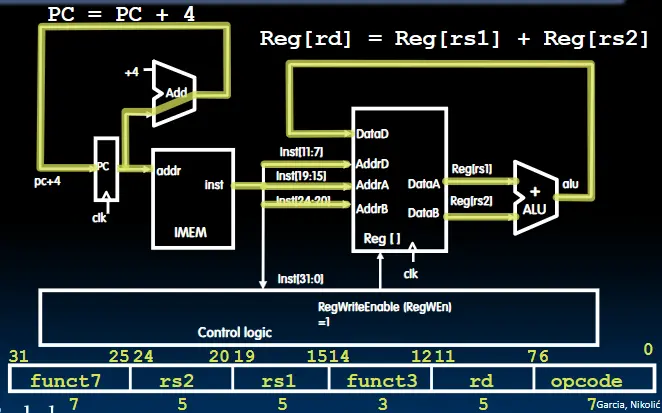 PC = PC + 4
Reg[rd] = Reg[rs1] + Reg[rs2]
+4
Add
DataD
Inst[11:7]
AddrD
Reg[rs1]
PC
addr
inst
Inst[19:15]
AddrA
DataA
+
alu
pc+4
Inst[24:20]
AddrB
Reg[rs2]
DataB
ALU
clk
IMEM
Reg [ ]
clk
Inst[31:0]
RegWriteEnable (RegWEn)
=1
Control logic
31 25 24 20 19 15 14 12 11 7 6 0
funct7 rs2 rs1 funct3 rd opcode
7 5 5 3 5 7
Garcia, Nikolić